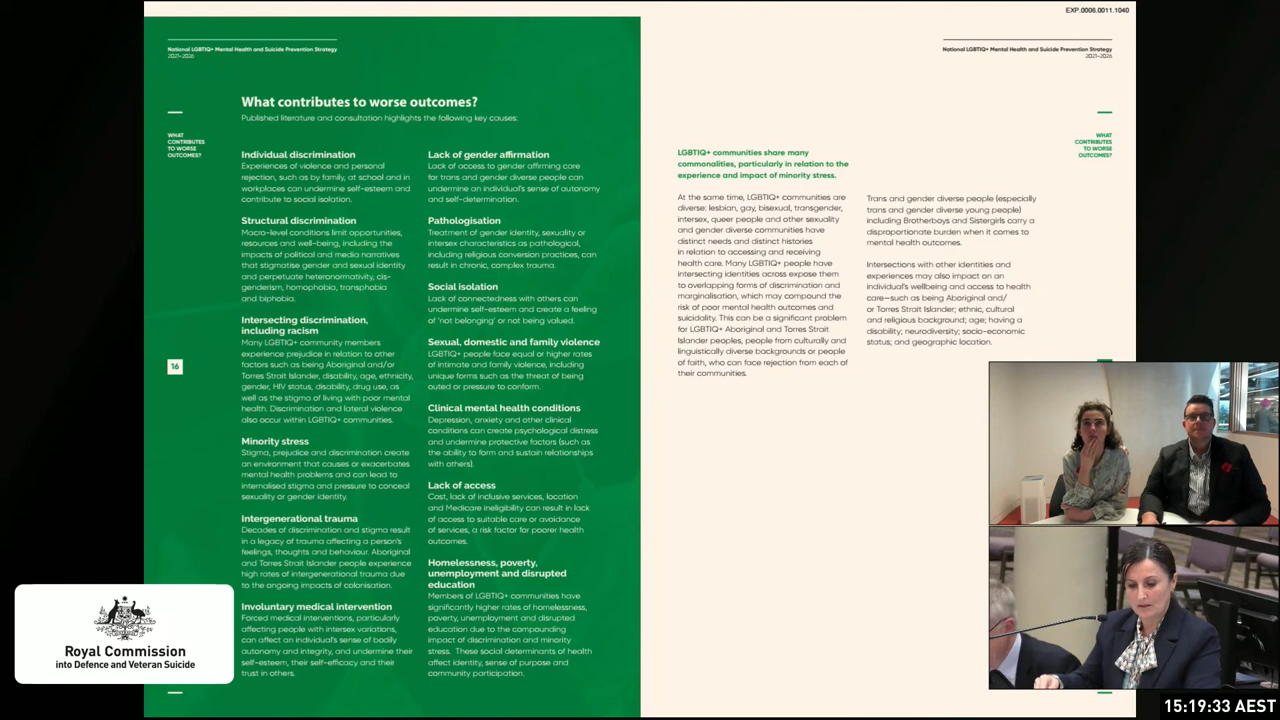 EXP.0006.0011.1040
National LGBTIQ+ Mental Health and Suicide Prevention Strategy
2021–2026
National LGBTIQ+ Mental Health and Suicide Prevention Strategy
2021–2026
WHAT
CONTRIBUTES
TO WORSE
OUTCOMES?
What contributes to worse outcomes?
Published literature and consultation highlights the following key causes:
Individual discrimination
Experiences of violence and personal
rejection, such as by family, at school and in
workplaces can undermine self-esteem and
contribute to social isolation.
Structural discrimination
Macro-level conditions limit opportunities,
resources and well-being, including the
impacts of political and media narratives
that stigmatise gender and sexual identity
and perpetuate heteronormativity, cis-
genderism, homophobia, transphobia
and biphobia.
Intersecting discrimination,
including racism
Many LGBTIQ+ community members
experience prejudice in relation to other
factors such as being Aboriginal and/or
Torres Strait Islander, disability, age, ethnicity,
gender, HIV status, disability, drug use, as
well as the stigma of living with poor mental
health. Discrimination and lateral violence
also occur within LGBTIQ+ communities.
Minority stress
Stigma, prejudice and discrimination create
an environment that causes or exacerbates
mental health problems and can lead to
internalised stigma and pressure to conceal
sexuality or gender identity.
Intergenerational trauma
Decades of discrimination and stigma result
in a legacy of trauma affecting a person's
feelings, thoughts and behaviour. Aboriginal
and Torres Strait Islander people experience
high rates of intergenerational trauma due
to the ongoing impacts of colonisation.
Involuntary medical intervention
Forced medical interventions, particularly
affecting people with intersex variations,
can affect an individual's sense of bodily
autonomy and integrity, and undermine their
self-esteem, their self-efficacy and their
trust in others.
Lack of gender affirmation
Lack of access to gender affirming care
for trans and gender diverse people can
undermine an individual's sense of autonomy
and self-determination.
Pathologisation
Treatment of gender identity, sexuality or
intersex characteristics as pathological,
including religious conversion practices, can
result in chronic, complex trauma.
Social isolation
Lack of connectedness with others can
undermine self-esteem and create a feeling
of 'not belonging' or not being valued.
Sexual, domestic and family violence
LGBTIQ+ people face equal or higher rates
of intimate and family violence, including
unique forms such as the threat of being
outed or pressure to conform.
Clinical mental health conditions
Depression, anxiety and other clinical
conditions can create psychological distress
and undermine protective factors (such as
the ability to form and sustain relationships
with others).
Lack of access
Cost, lack of inclusive services, location
and Medicare ineligibility can result in lack
of access to suitable care or avoidance
of services, a risk factor for poorer health
outcomes.
Homelessness, poverty,
unemployment and disrupted
education
Members of LGBTIQ+ communities have
significantly higher rates of homelessness,
poverty, unemployment and disrupted
education due to the compounding
impact of discrimination and minority
stress. These social determinants of health
affect identity, sense of purpose and
community participation.
16
LGBTIQ+ communities share many
commonalities, particularly in relation to the
experience and impact of minority stress.
At the same time, LGBTIQ+ communities are
diverse: lesbian, gay, bisexual, transgender,
intersex, queer people and other sexuality
and gender diverse communities have
distinct needs and distinct histories
in relation to accessing and receiving
health care. Many LGBTIQ+ people have
intersecting identities across expose them
to overlapping forms of discrimination and
marginalisation, which may compound the
risk of poor mental health outcomes and
suicidality. This can be a significant problem
for LGBTIQ+ Aboriginal and Torres Strait
Islander peoples, people from culturally and
linguistically diverse backgrounds or people
of faith, who can face rejection from each of
their communities.
Trans and gender diverse people (especially
trans and gender diverse young people)
including Brotherboys and Sistergirls carry a
disproportionate burden when it comes to
mental health outcomes.
Intersections with other identities and
experiences may also impact on an
individual's wellbeing and access to health
care—such as being Aboriginal and/
or Torres Strait Islander; ethnic, cultural
and religious background; age; having a
disability; neurodiversity; socio-economic
status; and geographic location.
WHAT
CONTRIBUTES
TO WORSE
OUTCOMES?
Royal Commission
into Defence and Veteran Suicide
15:19:33 AEST